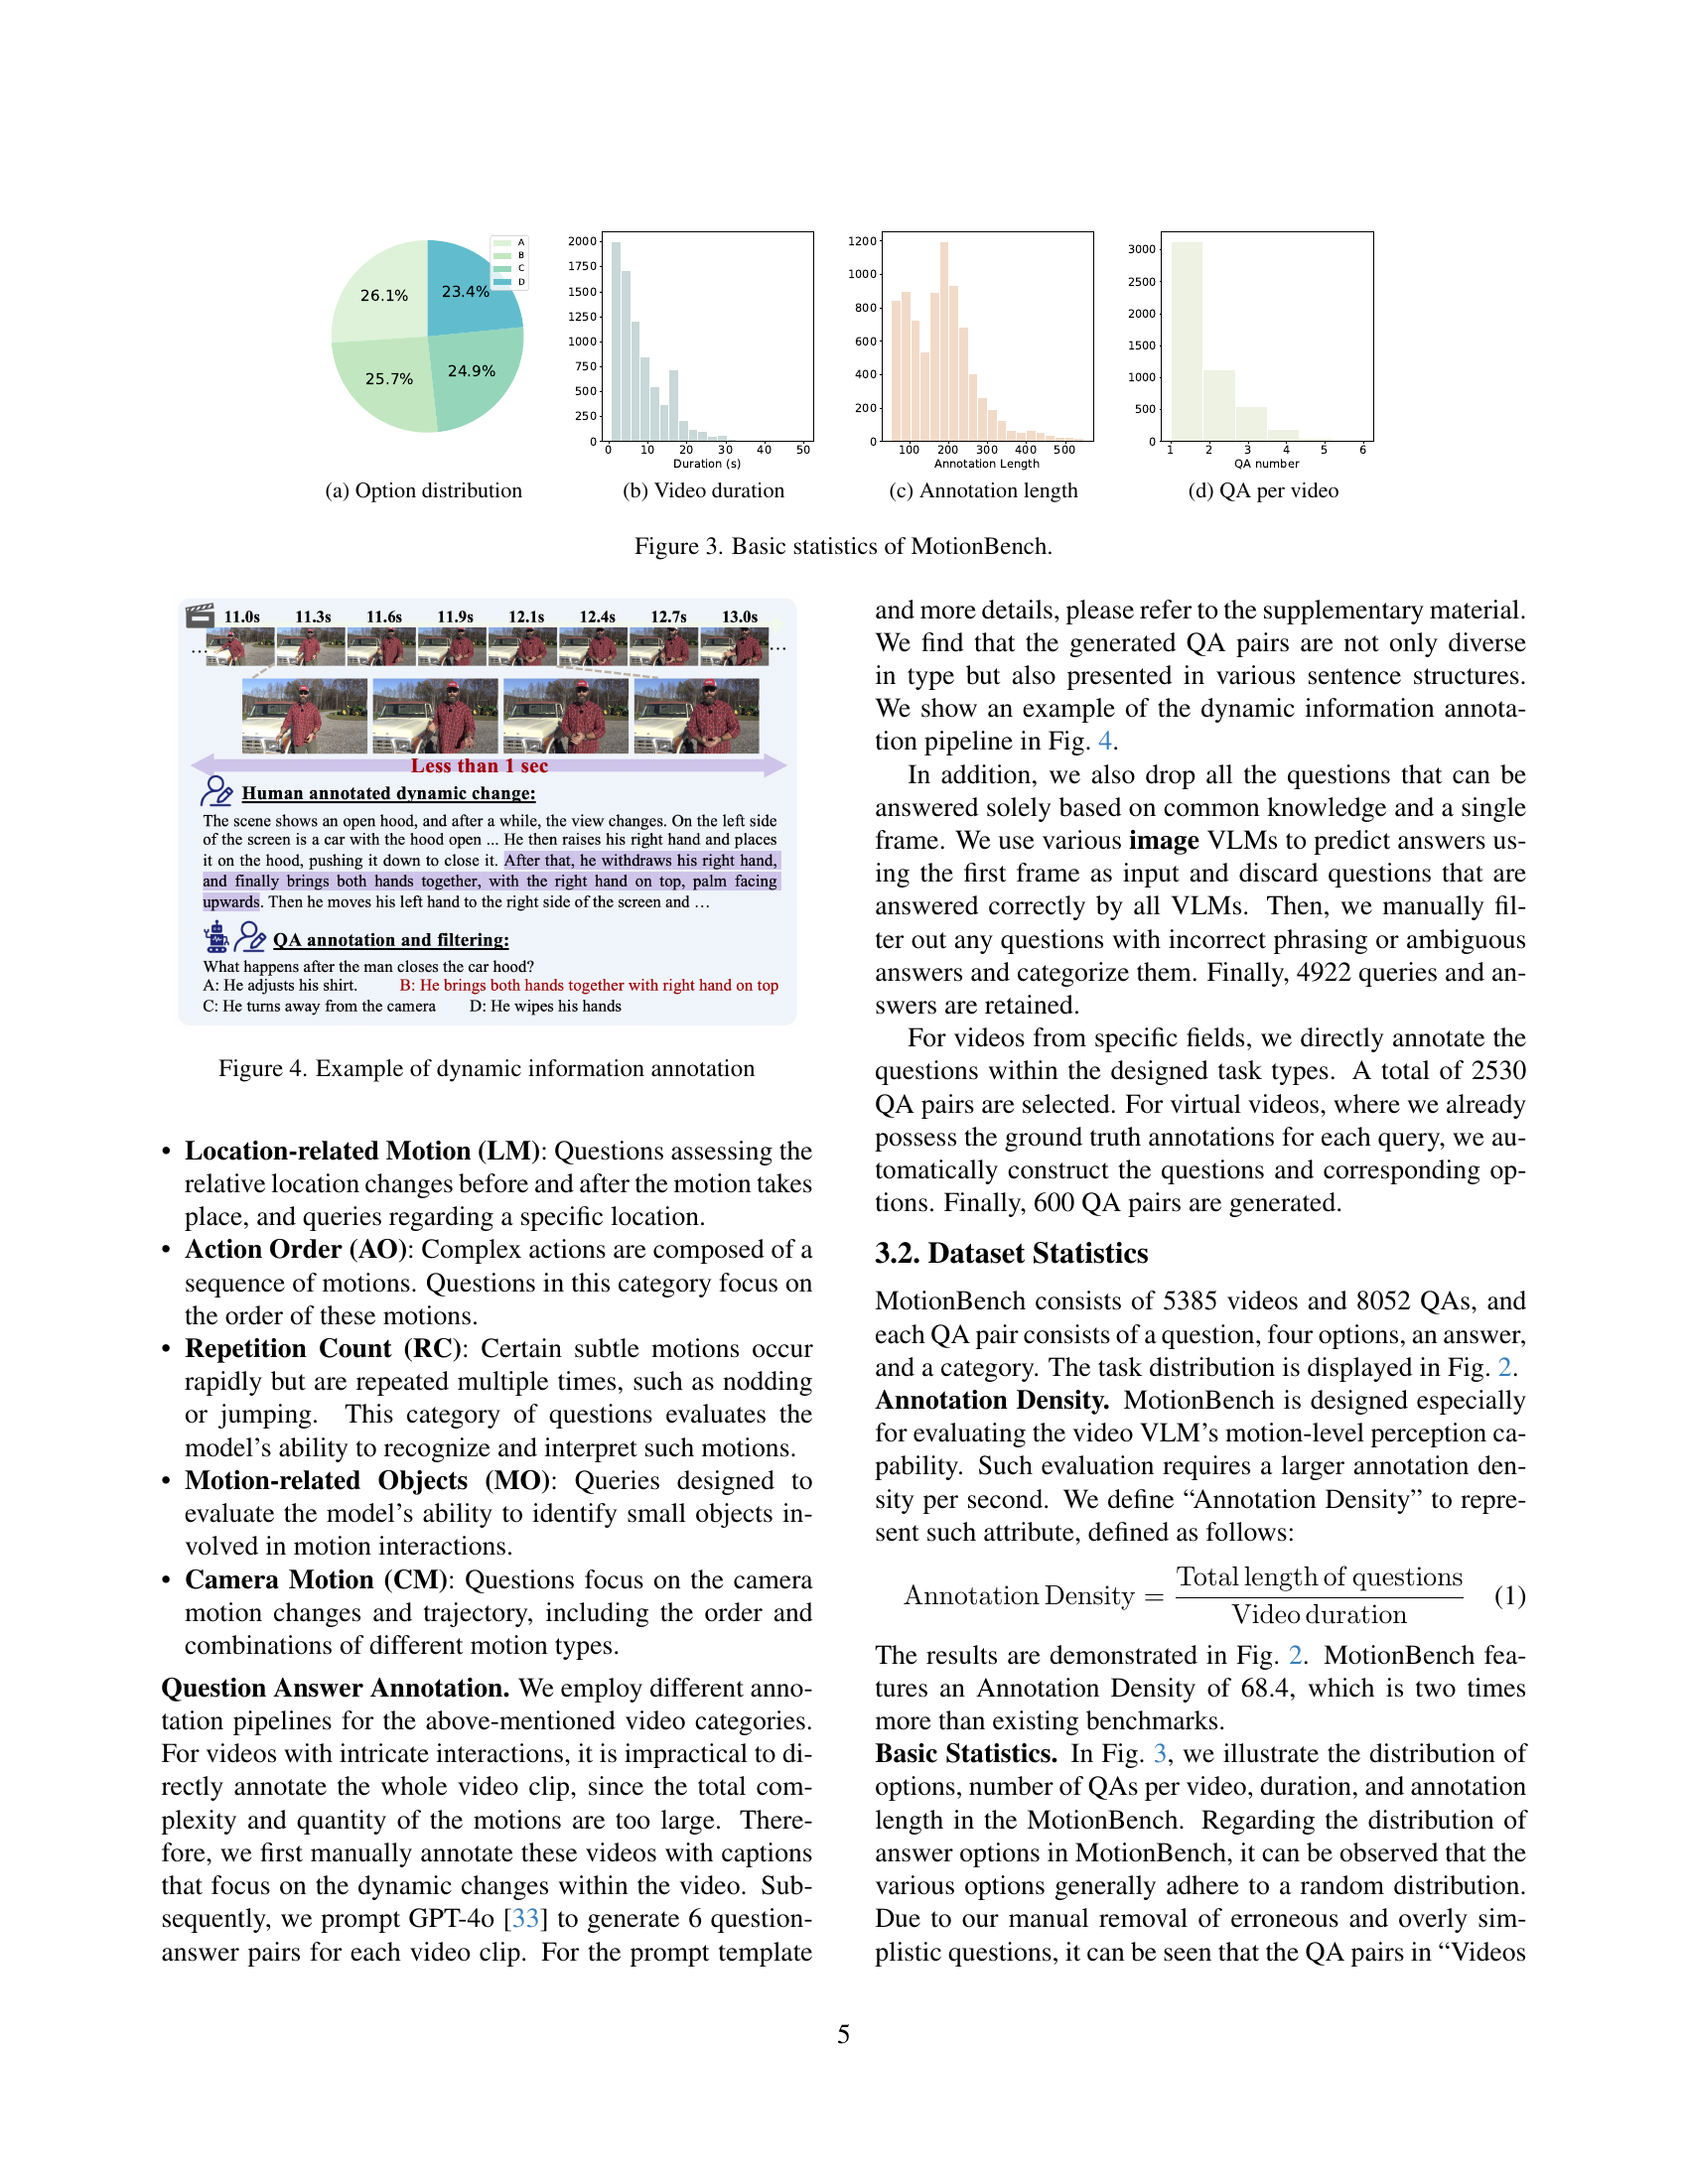 26.1%
23.4%
25.7%
24.9%
A
B
C
D
(a) Option distribution
2000
1750
1500
1250
1000
750
500
250
0
0 10 20 30 40 50
Duration (s)
(b) Video duration
1200
1000
800
600
400
200
0
100 200 300 400 500
Annotation Length
(c) Annotation length
3000
2500
2000
1500
1000
500
0
1 2 3 4 5 6
QA number
(d) QA per video
Figure 3. Basic statistics of MotionBench.
11.0s 11.3s 11.6s 11.9s 12.1s 12.4s 12.7s 13.0s
... ...
Less than 1 sec
Human annotated dynamic change:
The scene shows an open hood, and after a while, the view changes. On the left side
of the screen is a car with the hood open ... He then raises his right hand and places
it on the hood, pushing it down to close it. After that, he withdraws his right hand,
and finally brings both hands together, with the right hand on top, palm facing
upwards. Then he moves his left hand to the right side of the screen and …
QA annotation and filtering:
What happens after the man closes the car hood?
A: He adjusts his shirt. B: He brings both hands together with right hand on top
C: He turns away from the camera D: He wipes his hands
Figure 4. Example of dynamic information annotation
• Location-related Motion (LM): Questions assessing the
relative location changes before and after the motion takes
place, and queries regarding a specific location.
• Action Order (AO): Complex actions are composed of a
sequence of motions. Questions in this category focus on
the order of these motions.
• Repetition Count (RC): Certain subtle motions occur
rapidly but are repeated multiple times, such as nodding
or jumping. This category of questions evaluates the
model's ability to recognize and interpret such motions.
• Motion-related Objects (MO): Queries designed to
evaluate the model's ability to identify small objects in-
volved in motion interactions.
• Camera Motion (CM): Questions focus on the camera
motion changes and trajectory, including the order and
combinations of different motion types.
Question Answer Annotation. We employ different anno-
tation pipelines for the above-mentioned video categories.
For videos with intricate interactions, it is impractical to di-
rectly annotate the whole video clip, since the total com-
plexity and quantity of the motions are too large. There-
fore, we first manually annotate these videos with captions
that focus on the dynamic changes within the video. Sub-
sequently, we prompt GPT-4o [33] to generate 6 question-
answer pairs for each video clip. For the prompt template
and more details, please refer to the supplementary material.
We find that the generated QA pairs are not only diverse
in type but also presented in various sentence structures.
We show an example of the dynamic information annota-
tion pipeline in Fig. 4.
In addition, we also drop all the questions that can be
answered solely based on common knowledge and a single
frame. We use various image VLMs to predict answers us-
ing the first frame as input and discard questions that are
answered correctly by all VLMs. Then, we manually fil-
ter out any questions with incorrect phrasing or ambiguous
answers and categorize them. Finally, 4922 queries and an-
swers are retained.
For videos from specific fields, we directly annotate the
questions within the designed task types. A total of 2530
QA pairs are selected. For virtual videos, where we already
possess the ground truth annotations for each query, we au-
tomatically construct the questions and corresponding op-
tions. Finally, 600 QA pairs are generated.
3.2. Dataset Statistics
MotionBench consists of 5385 videos and 8052 QAs, and
each QA pair consists of a question, four options, an answer,
and a category. The task distribution is displayed in Fig. 2.
Annotation Density. MotionBench is designed especially
for evaluating the video VLM's motion-level perception ca-
pability. Such evaluation requires a larger annotation den-
sity per second. We define “Annotation Density” to repre-
sent such attribute, defined as follows:
Annotation Density = Total length of questions / Video duration (1)
The results are demonstrated in Fig. 2. MotionBench fea-
tures an Annotation Density of 68.4, which is two times
more than existing benchmarks.
Basic Statistics. In Fig. 3, we illustrate the distribution of
options, number of QAs per video, duration, and annotation
length in the MotionBench. Regarding the distribution of
answer options in MotionBench, it can be observed that the
various options generally adhere to a random distribution.
Due to our manual removal of erroneous and overly sim-
plistic questions, it can be seen that the QA pairs in “Videos
5